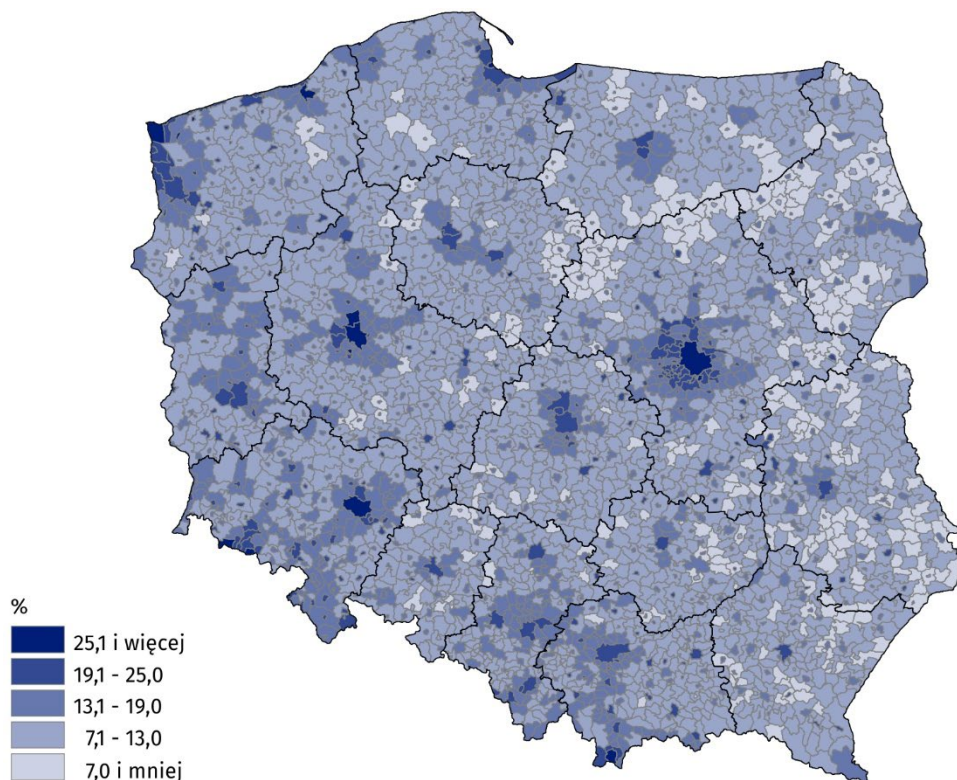 %
25,1 i więcej
19,1 - 25,0
13,1 - 19,0
7,1 - 13,0
7,0 i mniej